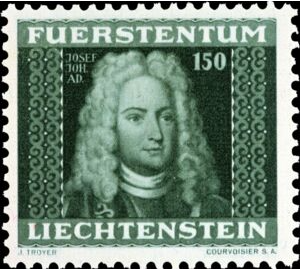 FUERSTENTUM
JOSEF
JOH.
AD.
150
LIECHTENSTEIN
J. TROYER
COURVOISIER S.A.